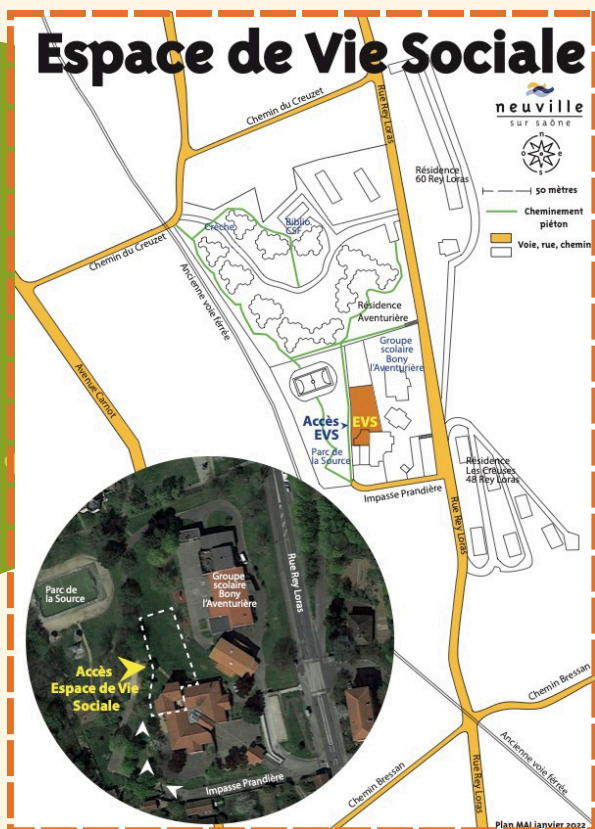 Espace de Vie Sociale
neuville
sur saône
n
o
e
s
50 mètres
Cheminement
piéton
Voie, rue, chemin
Chemin du Creuzet
Rue Rey Loras
Résidence
60 Rey Loras
Crèche
Biblio.
CSF
Chemin du Creuzet
Ancienne voie férrée
Résidence
Aventurière
Avenue Carnot
Groupe
scolaire
Bony
l'Aventurière
Accès
EVS
EVS
Parc de
la Source
Impasse Prandière
Résidence
Les Creuses
48 Rey Loras
Rue Rey Loras
Parc de
la Source
Groupe
scolaire
Bony
l'Aventurière
Rue Rey Loras
Accès
Espace de Vie
Sociale
Impasse Prandière
Chemin Bressan
Chemin Bressan
Ancienne voie férrée
Rue Rey Loras
Plan MAJ janvier 2022